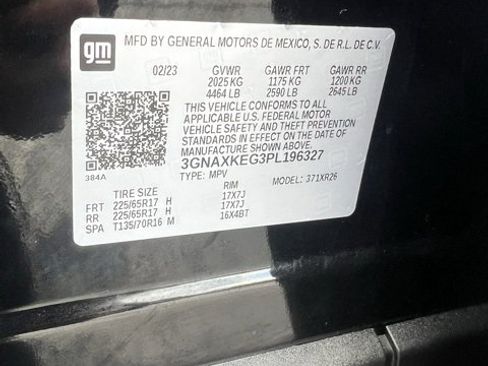 gm
MFD BY GENERAL MOTORS DE MEXICO, S. DE R.L. DE C.V.
02/23 GVWR GAWR FRT GAWR RR
2025 KG 1175 KG 1200 KG
4464 LB 2590 LB 2645 LB
THIS VEHICLE CONFORMS TO ALL
APPLICABLE U.S. FEDERAL MOTOR
VEHICLE SAFETY AND THEFT PREVENTION
STANDARDS IN EFFECT ON THE DATE OF
MANUFACTURE SHOWN ABOVE.
3GNAXKEG3PL196327
384A TYPE: MPV MODEL: 371XR26
TIRE SIZE RIM
FRT 225/65R17 H 17X7J
RR 225/65R17 H 17X7J
SPA T135/70R16 M 16X4BT